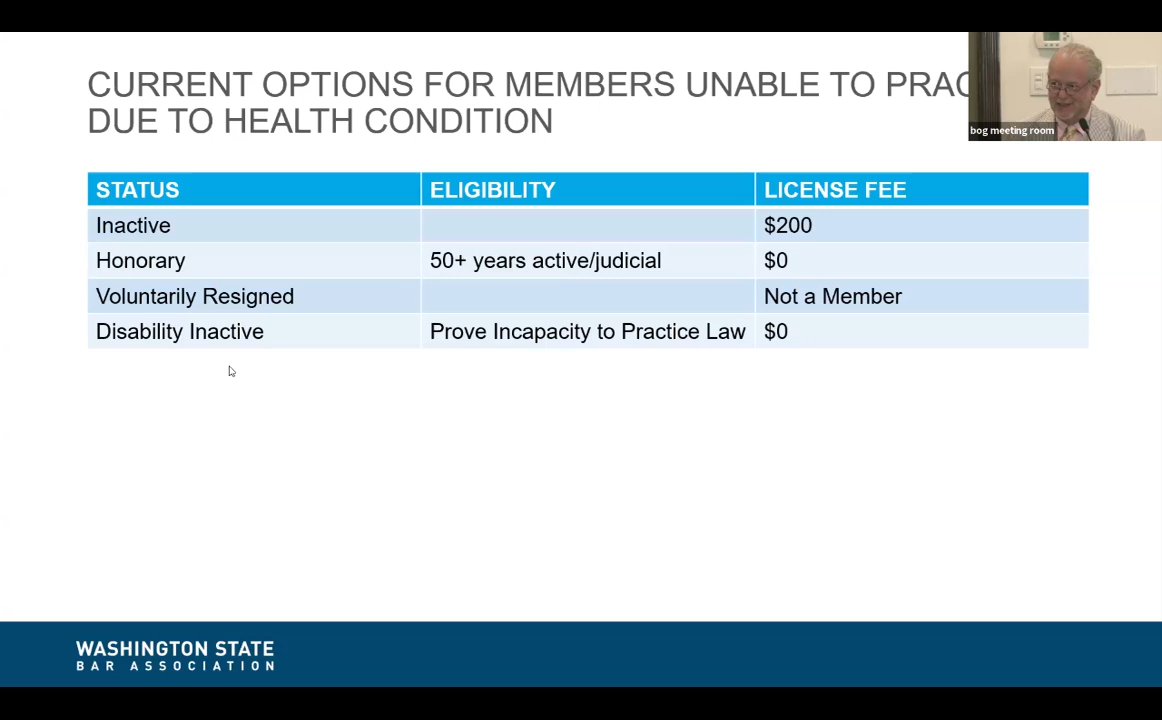 CURRENT OPTIONS FOR MEMBERS UNABLE TO PRAC
DUE TO HEALTH CONDITION
bog meeting room
STATUS ELIGIBILITY LICENSE FEE
Inactive $200
Honorary 50+ years active/judicial $0
Voluntarily Resigned Not a Member
Disability Inactive Prove Incapacity to Practice Law $0
WASHINGTON STATE
BAR ASSOCIATION